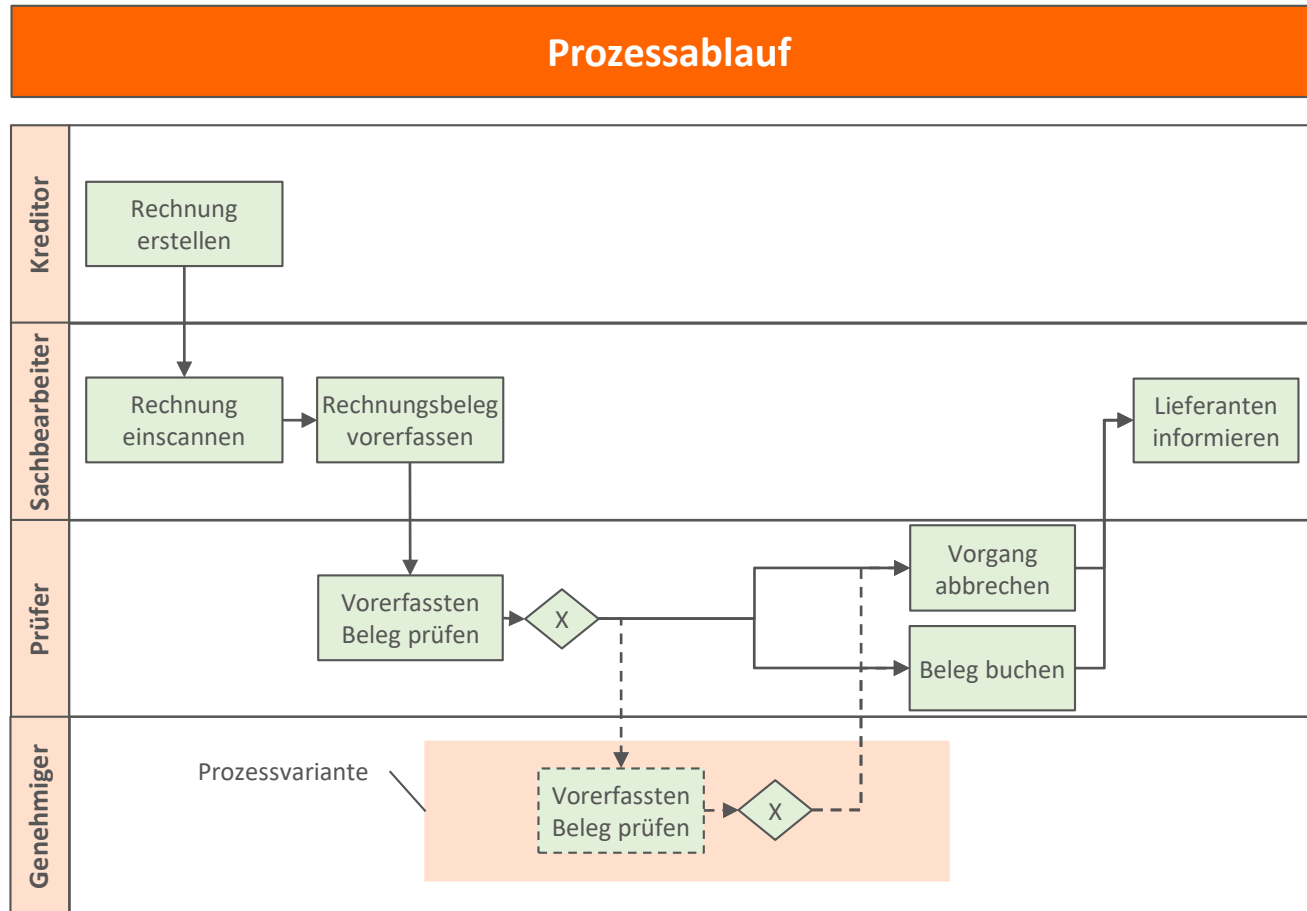 Prozessablauf
Kreditor
Rechnung
erstellen
Sachbearbeiter
Rechnung
einscannen
Rechnungsbeleg
vorerfassen
Lieferanten
informieren
Prüfer
Vorerfassten
Beleg prüfen
X
Vorgang
abbrechen
Beleg buchen
Genehmiger
Prozessvariante
Vorerfassten
Beleg prüfen
X